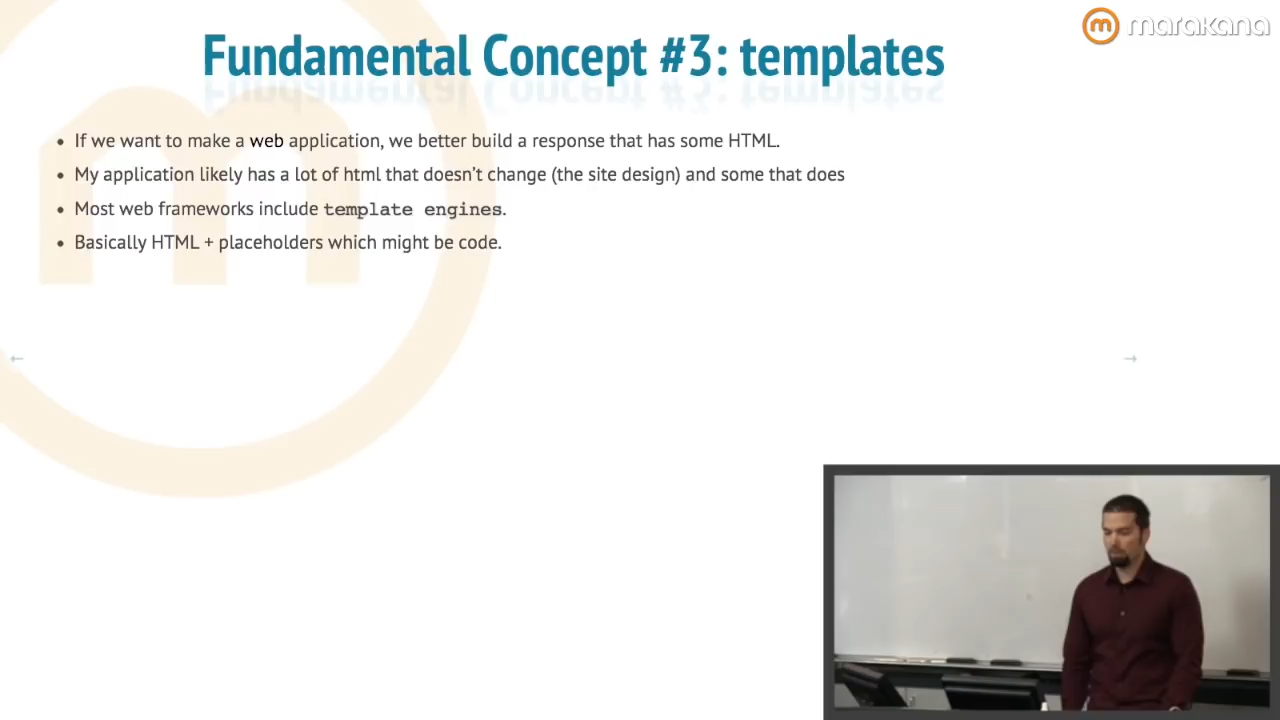 marakana
Fundamental Concept #3: templates
If we want to make a web application, we better build a response that has some HTML.
My application likely has a lot of html that doesn't change (the site design) and some that does
Most web frameworks include template engines.
Basically HTML + placeholders which might be code.